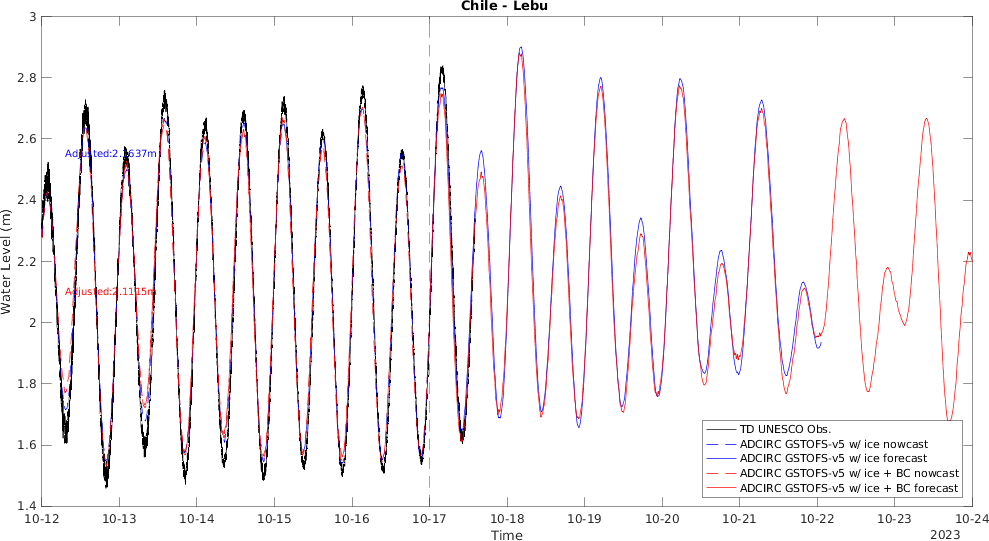 Chile - Lebu
3
2.8
2.6
2.4
2.2
2
1.8
1.6
1.4
Water Level (m)
Adjusted:2.1637m
Adjusted:2.1115m
TD UNESCO Obs.
ADCIRC GSTOFS-v5 w/ ice nowcast
ADCIRC GSTOFS-v5 w/ ice forecast
ADCIRC GSTOFS-v5 w/ ice + BC nowcast
ADCIRC GSTOFS-v5 w/ ice + BC forecast
10-12 10-13 10-14 10-15 10-16 10-17 10-18 10-19 10-20 10-21 10-22 10-23 10-24
Time
2023